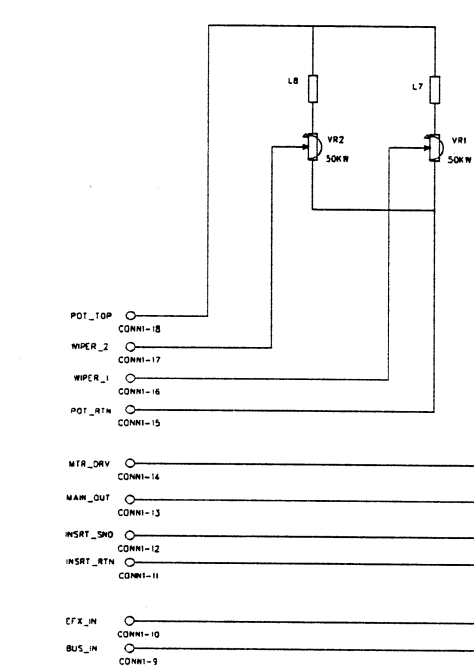 L8
L7
VR2
50KW
VR1
50KW
POT_TOP
CONN1-18
WIPER_2
CONN1-17
WIPER_1
CONN1-16
POT_RTN
CONN1-15
MTR_DRV
CONN1-14
MAIN_OUT
CONN1-13
INSRT_SND
CONN1-12
INSRT_RTN
CONN1-11
EFX_IN
CONN1-10
BUS_IN
CONN1-9